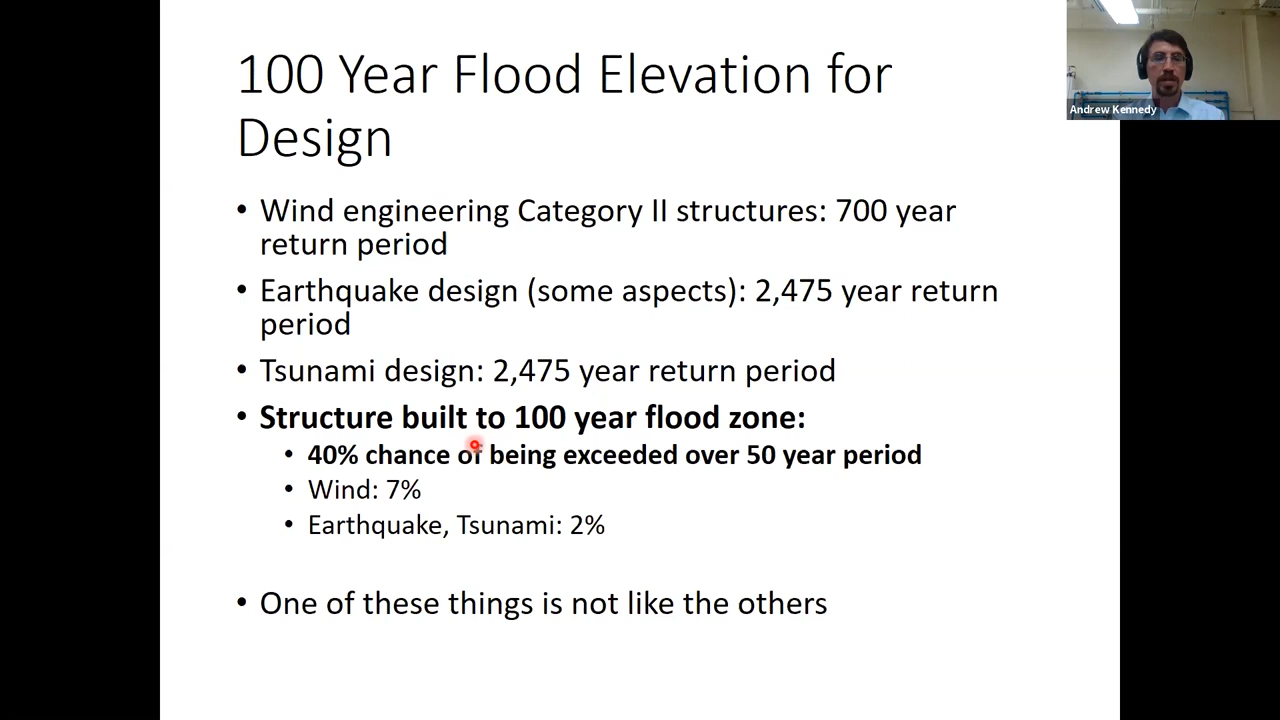 100 Year Flood Elevation for
Design
Andrew Kennedy
• Wind engineering Category II structures: 700 year
return period
• Earthquake design (some aspects): 2,475 year return
period
• Tsunami design: 2,475 year return period
• Structure built to 100 year flood zone:
• 40% chance of being exceeded over 50 year period
• Wind: 7%
• Earthquake, Tsunami: 2%
• One of these things is not like the others